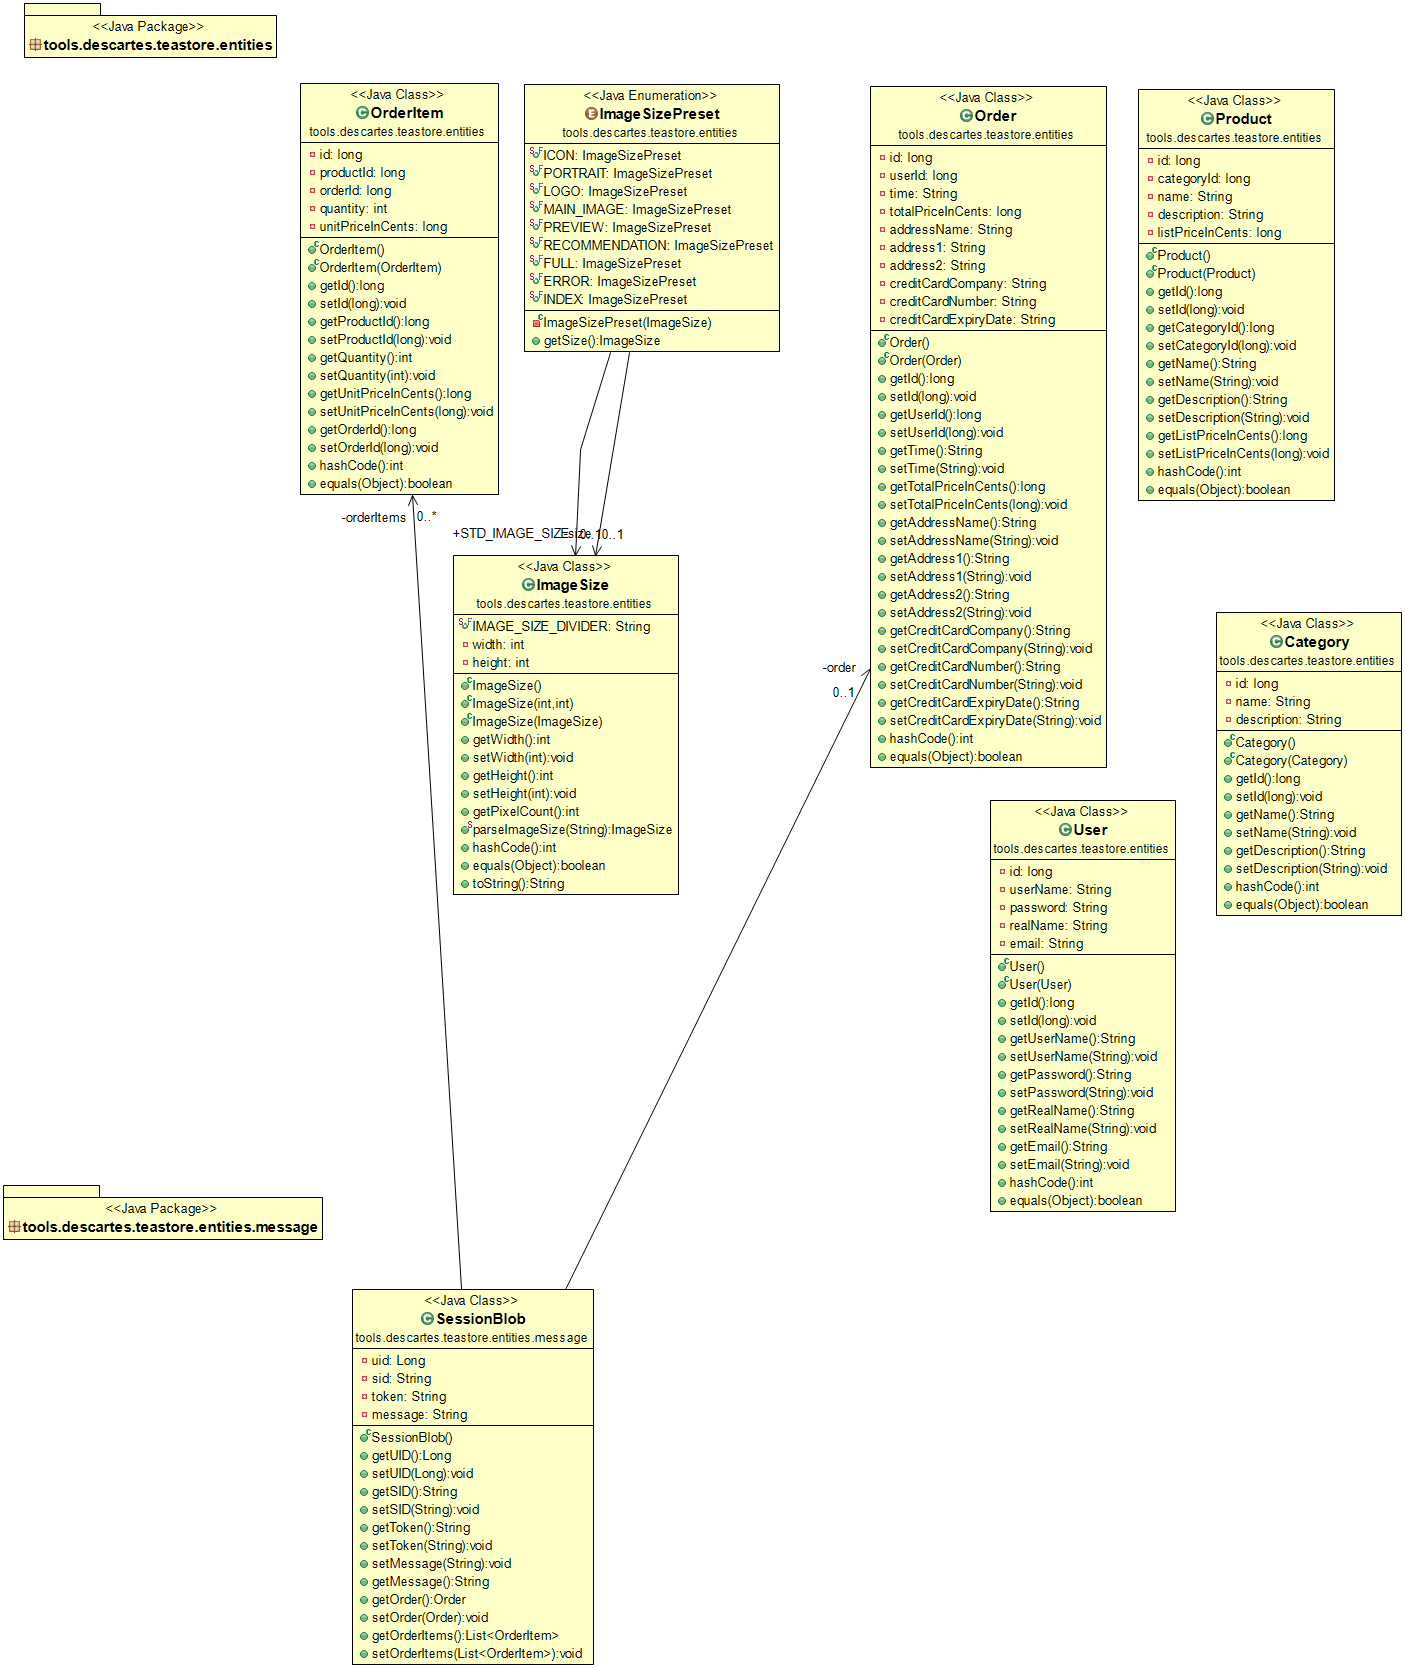 <<Java Package>>
tools.descartes.teastore.entities
<<Java Class>>
OrderItem
tools.descartes.teastore.entities
id: long
productId: long
orderId: long
quantity: int
unitPriceInCents: long
OrderItem()
OrderItem(OrderItem)
getId():long
setId(long):void
getProductId():long
setProductId(long):void
getQuantity():int
setQuantity(int):void
getUnitPriceInCents():long
setUnitPriceInCents(long):void
getOrderId():long
setOrderId(long):void
hashCode():int
equals(Object):boolean
<<Java Enumeration>>
ImageSizePreset
tools.descartes.teastore.entities
ICON: ImageSizePreset
PORTRAIT: ImageSizePreset
LOGO: ImageSizePreset
MAIN_IMAGE: ImageSizePreset
PREVIEW: ImageSizePreset
RECOMMENDATION: ImageSizePreset
FULL: ImageSizePreset
ERROR: ImageSizePreset
INDEX: ImageSizePreset
ImageSizePreset(ImageSize)
getSize():ImageSize
<<Java Class>>
Order
tools.descartes.teastore.entities
id: long
userId: long
time: String
totalPriceInCents: long
addressName: String
address1: String
address2: String
creditCardCompany: String
creditCardNumber: String
creditCardExpiryDate: String
Order()
Order(Order)
getId():long
setId(long):void
getUserId():long
setUserId(long):void
getTime():String
setTime(String):void
getTotalPriceInCents():long
setTotalPriceInCents(long):void
getAddressName():String
setAddressName(String):void
getAddress1():String
setAddress1(String):void
getAddress2():String
setAddress2(String):void
getCreditCardCompany():String
setCreditCardCompany(String):void
getCreditCardNumber():String
setCreditCardNumber(String):void
getCreditCardExpiryDate():String
setCreditCardExpiryDate(String):void
hashCode():int
equals(Object):boolean
<<Java Class>>
Product
tools.descartes.teastore.entities
id: long
categoryId: long
name: String
description: String
listPriceInCents: long
Product()
Product(Product)
getId():long
setId(long):void
getCategoryId():long
setCategoryId(long):void
getName():String
setName(String):void
getDescription():String
setDescription(String):void
getListPriceInCents():long
setListPriceInCents(long):void
hashCode():int
equals(Object):boolean
-orderItems 0..*
+STD_IMAGE_SIZE
-size
0..1
0..1
<<Java Class>>
ImageSize
tools.descartes.teastore.entities
IMAGE_SIZE_DIVIDER: String
width: int
height: int
ImageSize()
ImageSize(int,int)
ImageSize(ImageSize)
getWidth():int
setWidth(int):void
getHeight():int
setHeight(int):void
getPixelCount():int
parseImageSize(String):ImageSize
hashCode():int
equals(Object):boolean
toString():String
-order
0..1
<<Java Class>>
Category
tools.descartes.teastore.entities
id: long
name: String
description: String
Category()
Category(Category)
getId():long
setId(long):void
getName():String
setName(String):void
getDescription():String
setDescription(String):void
hashCode():int
equals(Object):boolean
<<Java Class>>
User
tools.descartes.teastore.entities
id: long
userName: String
password: String
realName: String
email: String
User()
User(User)
getId():long
setId(long):void
getUserName():String
setUserName(String):void
getPassword():String
setPassword(String):void
getRealName():String
setRealName(String):void
getEmail():String
setEmail(String):void
hashCode():int
equals(Object):boolean
<<Java Package>>
tools.descartes.teastore.entities.message
<<Java Class>>
SessionBlob
tools.descartes.teastore.entities.message
uid: Long
sid: String
token: String
message: String
SessionBlob()
getUID():Long
setUID(Long):void
getSID():String
setSID(String):void
getToken():String
setToken(String):void
setMessage(String):void
getMessage():String
getOrder():Order
setOrder(Order):void
getOrderItems():List<OrderItem>
setOrderItems(List<OrderItem>):void